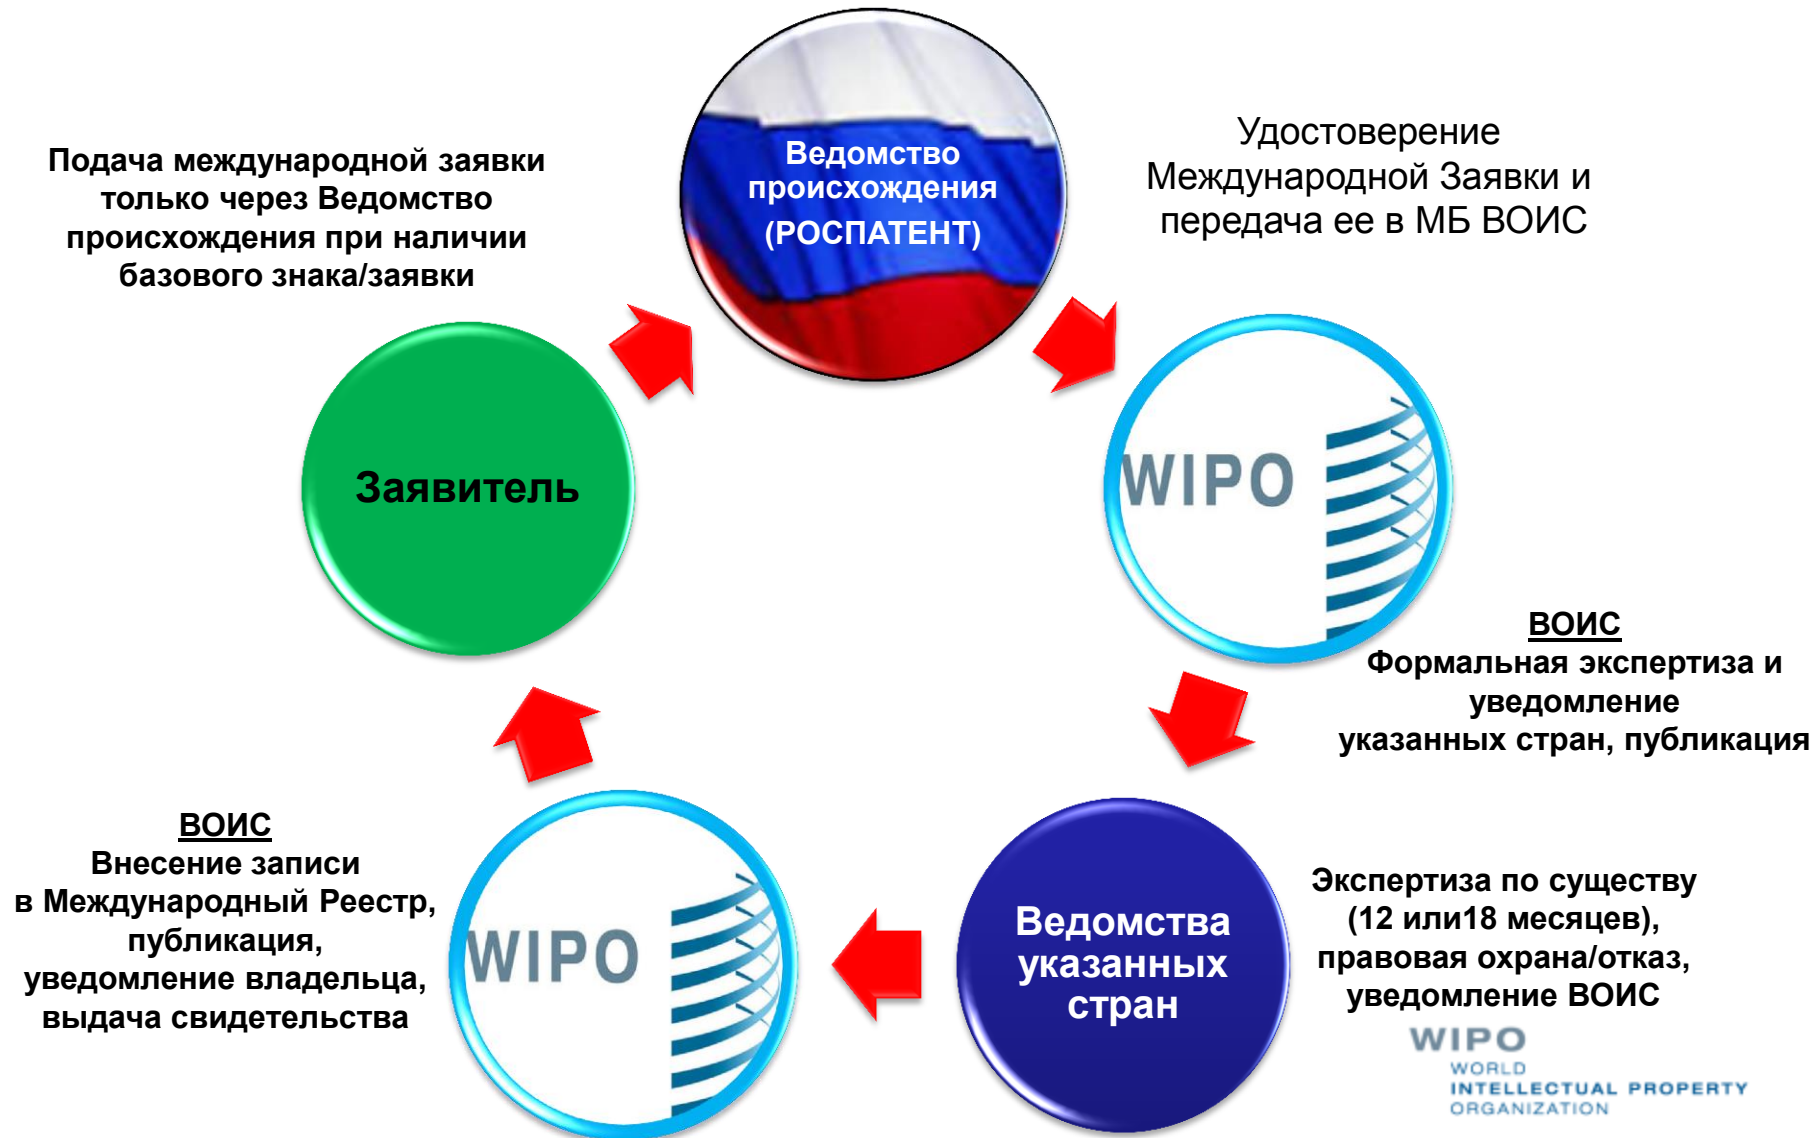 Подача международной заявки
только через Ведомство
происхождения при наличии
базового знака/заявки
Ведомство
происхождения
(РОСПАТЕНТ)
Удостоверение
Международной Заявки и
передача ее в МБ ВОИС
Заявитель
WIPO
ВОИС
Формальная экспертиза и
уведомление
указанных стран, публикация
ВОИС
Внесение записи
в Международный Реестр,
публикация,
уведомление владельца,
выдача свидетельства
WIPO
Ведомства
указанных
стран
Экспертиза по существу
(12 или18 месяцев),
правовая охрана/отказ,
уведомление ВОИС
WIPO
WORLD
INTELLECTUAL PROPERTY
ORGANIZATION